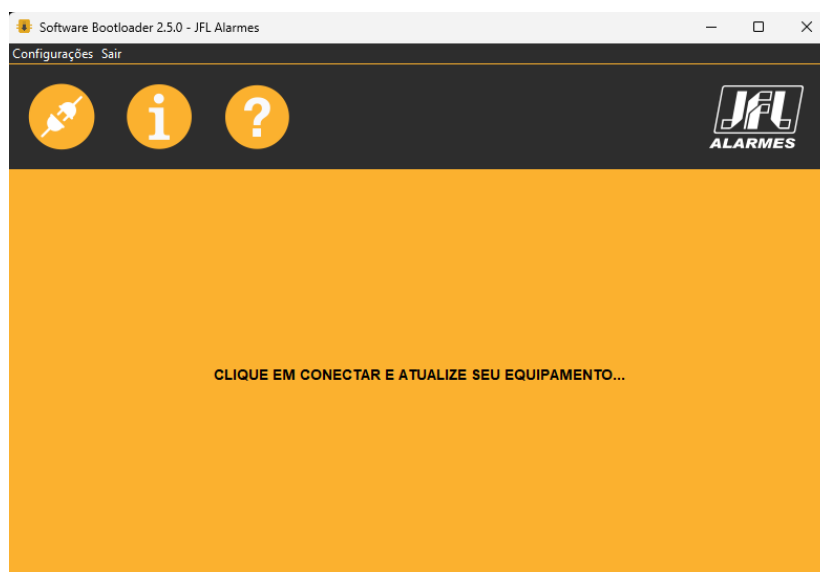 Software Bootloader 2.5.0 - JFL Alarmes
Configurações Sair
i ?
JFL
ALARMES
CLIQUE EM CONECTAR E ATUALIZE SEU EQUIPAMENTO...